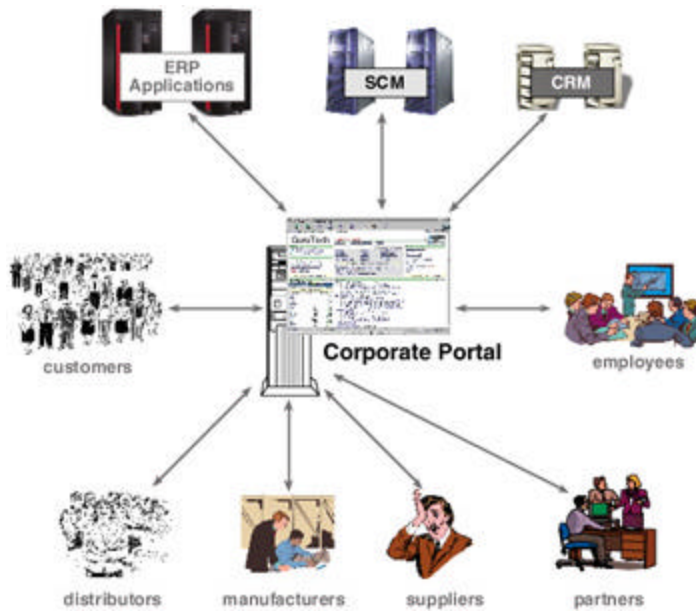 ERP
Applications
SCM
CRM
Corporate Portal
customers
employees
distributors
manufacturers
suppliers
partners